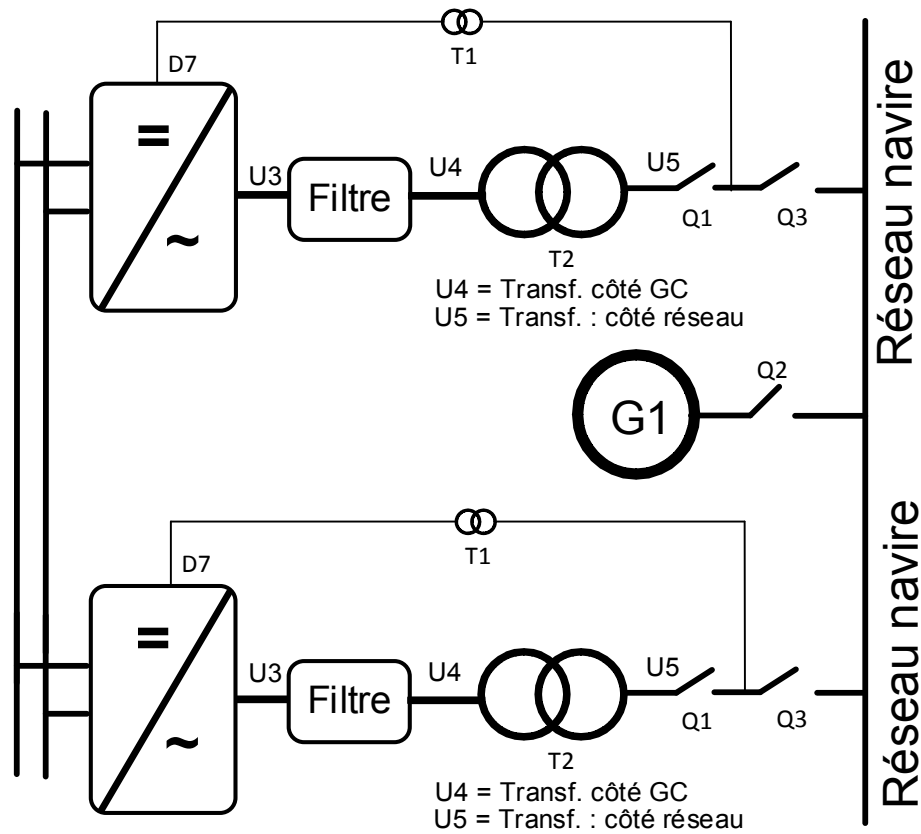 T1
D7
=
~
U3
Filtre
U4
T2
U5
Q1
Q3
U4 = Transf. côté GC
U5 = Transf. : côté réseau
Réseau navire
G1
Q2
T1
D7
=
~
U3
Filtre
U4
T2
U5
Q1
Q3
U4 = Transf. côté GC
U5 = Transf. : côté réseau
Réseau navire